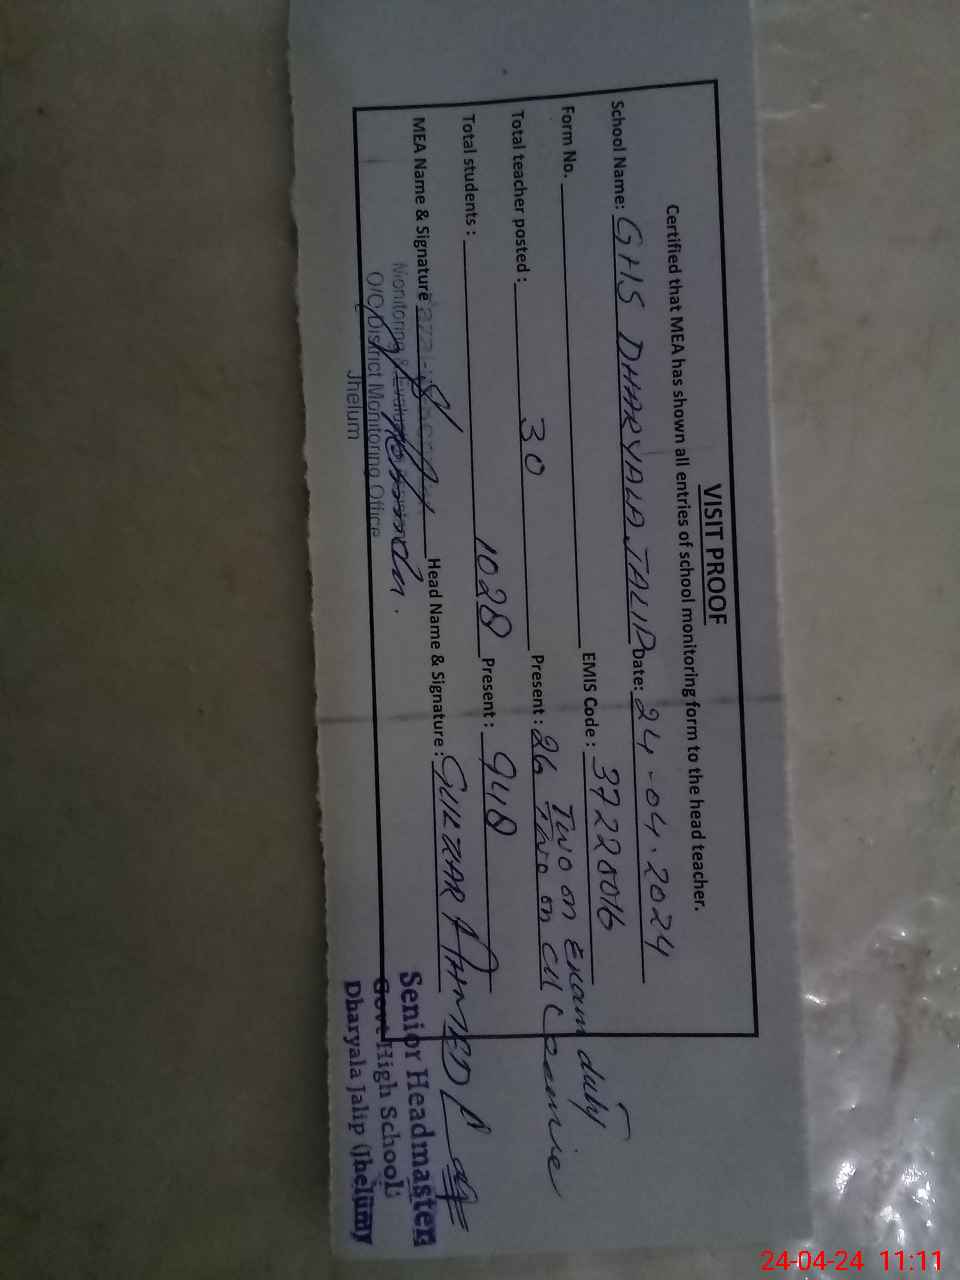 VISIT PROOF
Certified that MEA has shown all entries of school monitoring form to the head teacher.
School Name: GHS DHARYALA JALIP Date: 24-04-2024
Form No. EMIS Code: 37220016
Two on Exam duty
Total teacher posted: 30 Present: 26 Two on C/L
Total students: 1028 Present: 948
MEA Name & Signature Head Name & Signature: GULZAR AHMED
Monitoring &
O/O District Monitoring Office
Jhelum
Senior Headmaster
Govt High School
Dharyala Jalip (Jhelum)
24-04-24 11:11